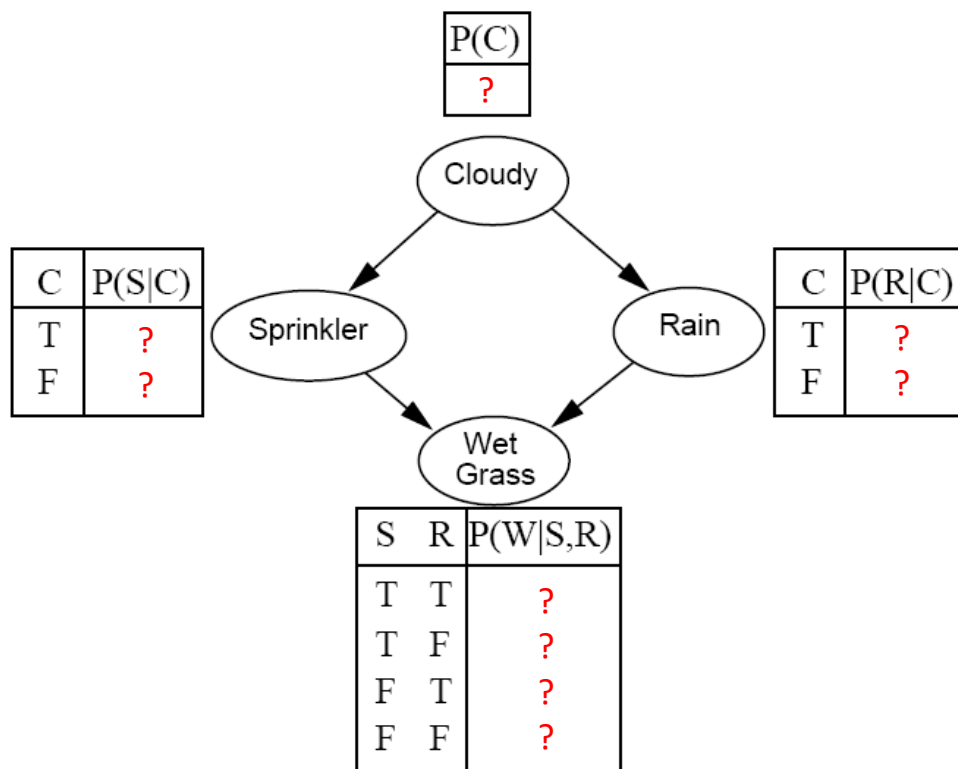 P(C)
?
Cloudy
C P(S|C)
T ?
F ?
Sprinkler
Rain
C P(R|C)
T ?
F ?
Wet
Grass
S R P(W|S,R)
T T ?
T F ?
F T ?
F F ?